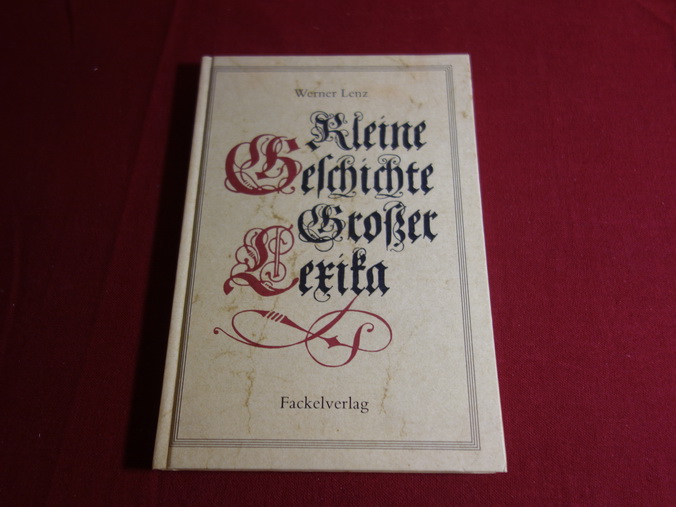 Werner Lenz
Kleine
Geschichte
Großer
Lexika
Fackelverlag